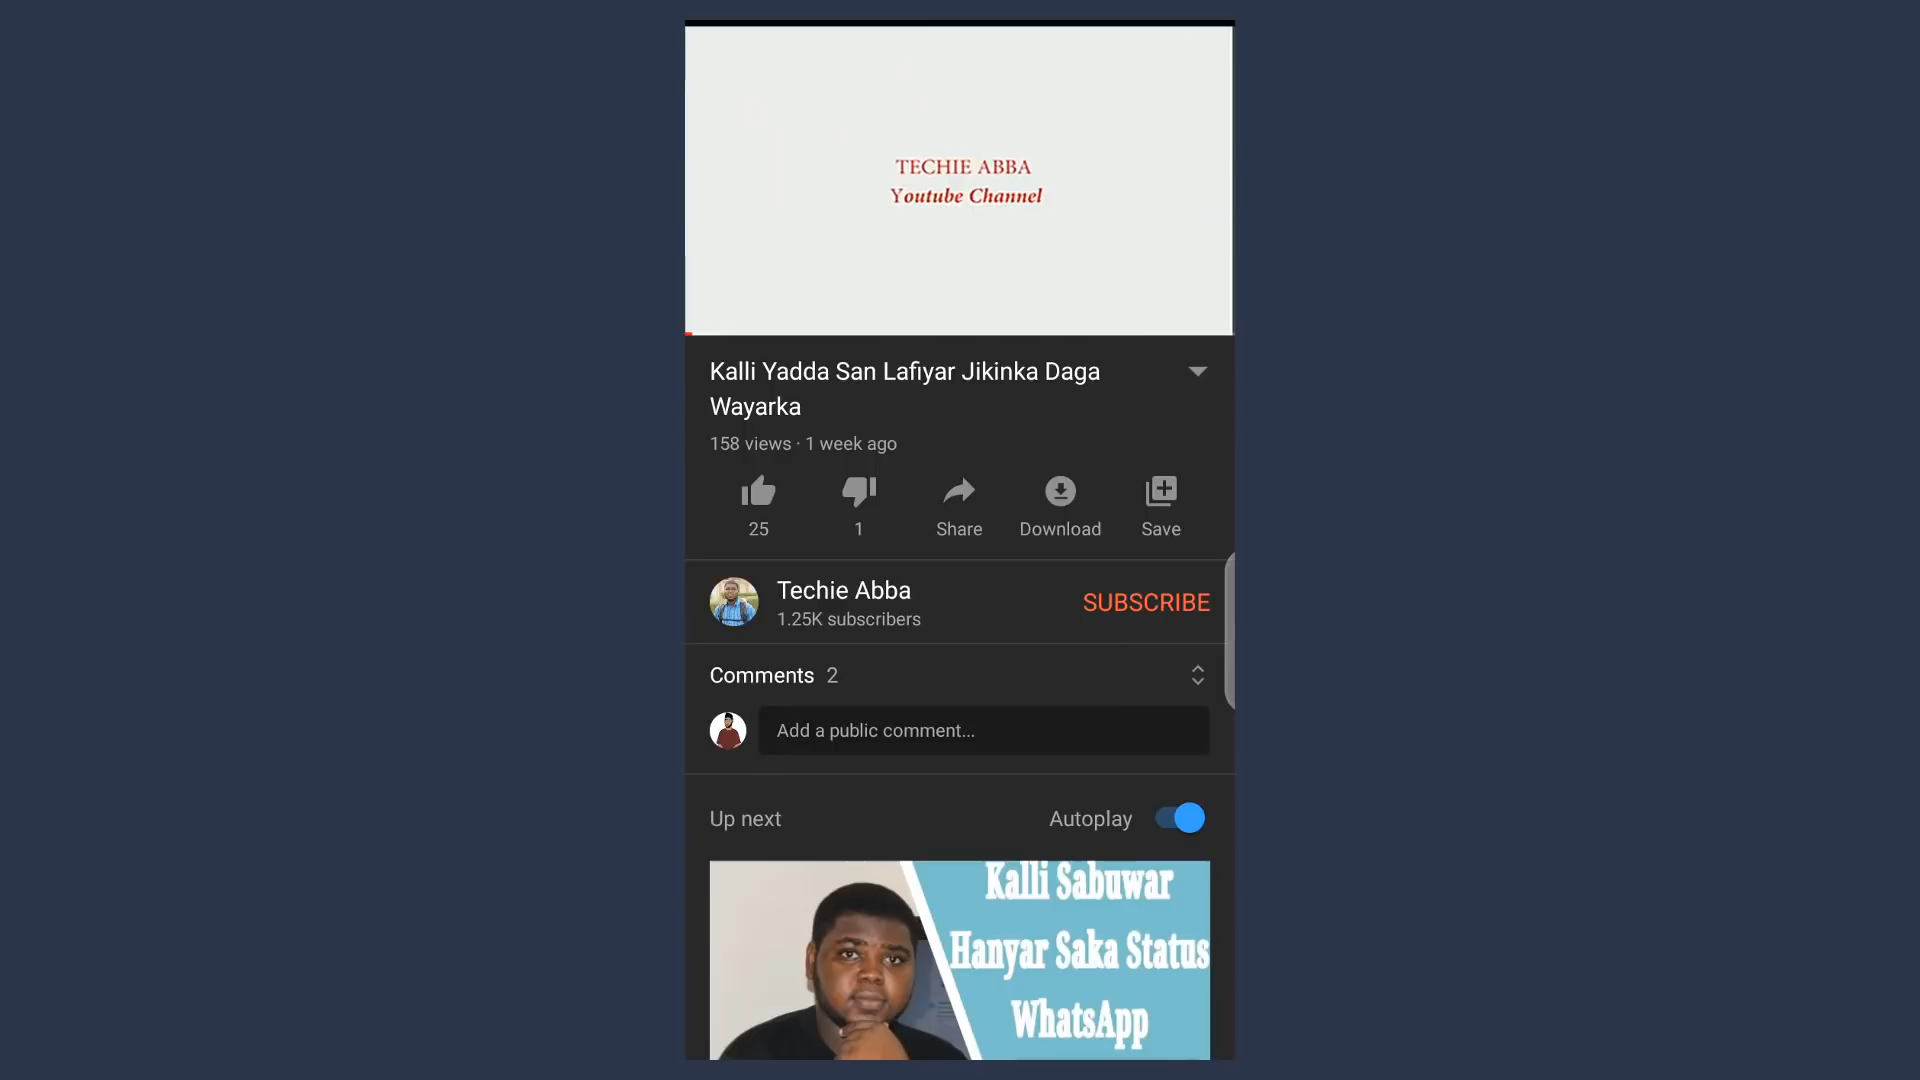 TECHIE ABBA
Youtube Channel
Kalli Yadda San Lafiyar Jikinka Daga
Wayarka
158 views · 1 week ago
25
1
Share
Download
Save
Techie Abba
1.25K subscribers
SUBSCRIBE
Comments 2
Add a public comment...
Up next
Autoplay
Kalli Sabuwar
Hanyar Saka Status
WhatsApp